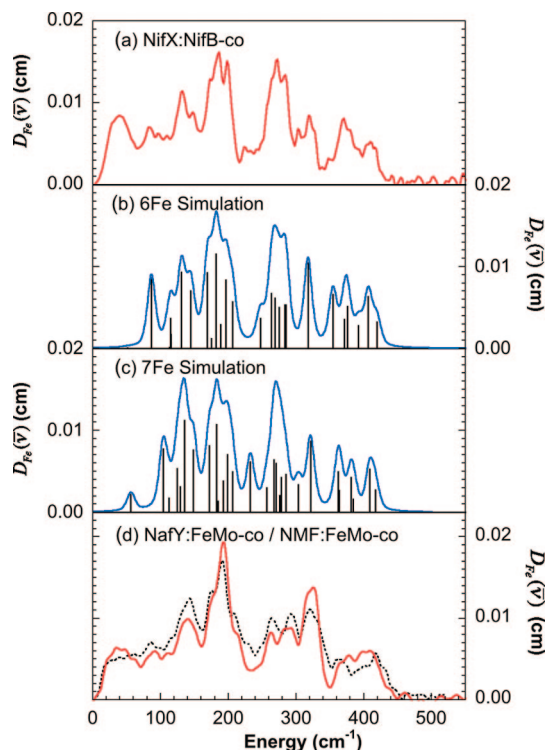 0.02
(a) NifX:NifB-co
D_Fe(ν̅) (cm)
0.01
0.00
0.02
(b) 6Fe Simulation
D_Fe(ν̅) (cm)
0.01
0.02
0.00
(c) 7Fe Simulation
D_Fe(ν̅) (cm)
0.01
0.00
0.02
(d) NafY:FeMo-co / NMF:FeMo-co
D_Fe(ν̅) (cm)
0.01
0.00
0 100 200 300 400 500
Energy (cm⁻¹)